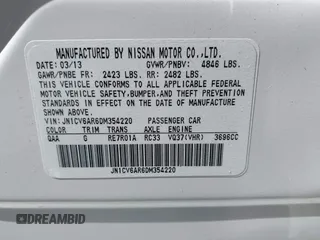 MANUFACTURED BY NISSAN MOTOR CO.,LTD.
DATE: 03/13 GVWR/PNBV: 4846 LBS.
GAWR/PNBE FR: 2423 LBS. RR: 2482 LBS.
THIS VEHICLE CONFORMS TO ALL APPLICABLE
FEDERAL MOTOR VEHICLE
SAFETY, BUMPER, AND THEFT PREVENTION
STANDARDS IN EFFECT ON THE DATE OF
MANUFACTURE SHOWN ABOVE.
VIN: JN1CV6AR6DM354220 PASSENGER CAR
COLOR TRIM TRANS AXLE ENGINE
QAA G RE7R01A RC33 VQ37(VHR) 3696CC
JN1CV6AR6DM354220
DREAMBID